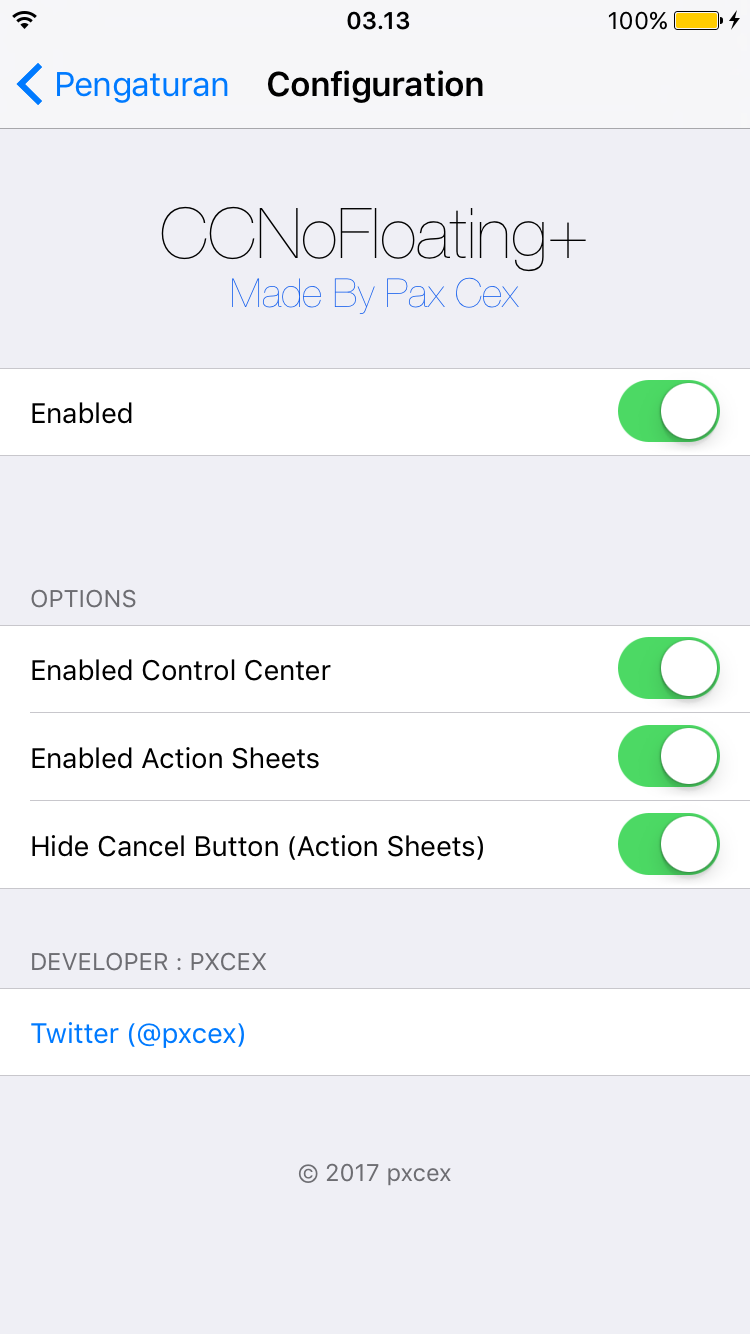 03.13
100%
Pengaturan
Configuration
CCNoFloating+
Made By Pax Cex
Enabled
OPTIONS
Enabled Control Center
Enabled Action Sheets
Hide Cancel Button (Action Sheets)
DEVELOPER : PXCEX
Twitter (@pxcex)
© 2017 pxcex